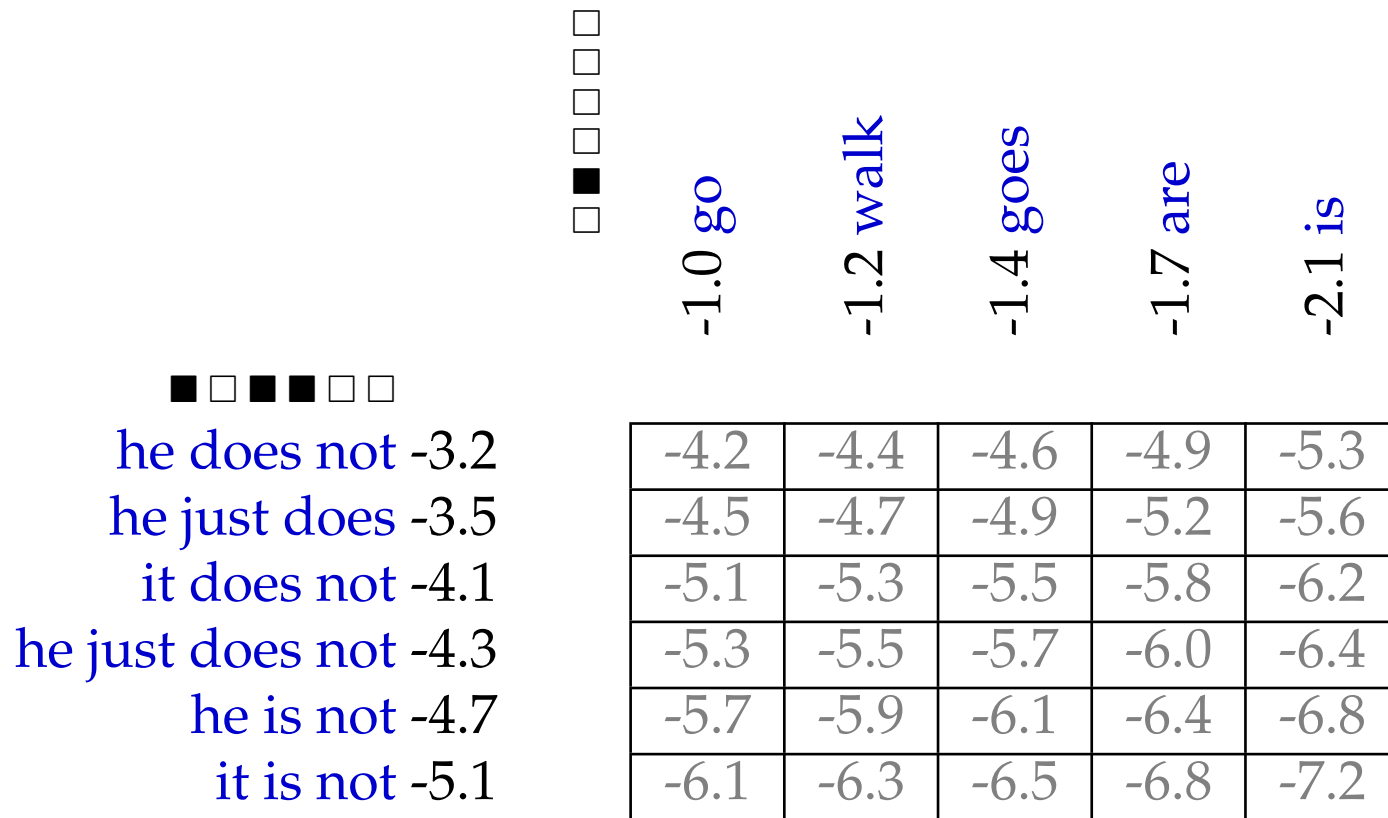 -1.0 go
-1.2 walk
-1.4 goes
-1.7 are
-2.1 is
he does not -3.2 -4.2 -4.4 -4.6 -4.9 -5.3
he just does -3.5 -4.5 -4.7 -4.9 -5.2 -5.6
it does not -4.1 -5.1 -5.3 -5.5 -5.8 -6.2
he just does not -4.3 -5.3 -5.5 -5.7 -6.0 -6.4
he is not -4.7 -5.7 -5.9 -6.1 -6.4 -6.8
it is not -5.1 -6.1 -6.3 -6.5 -6.8 -7.2